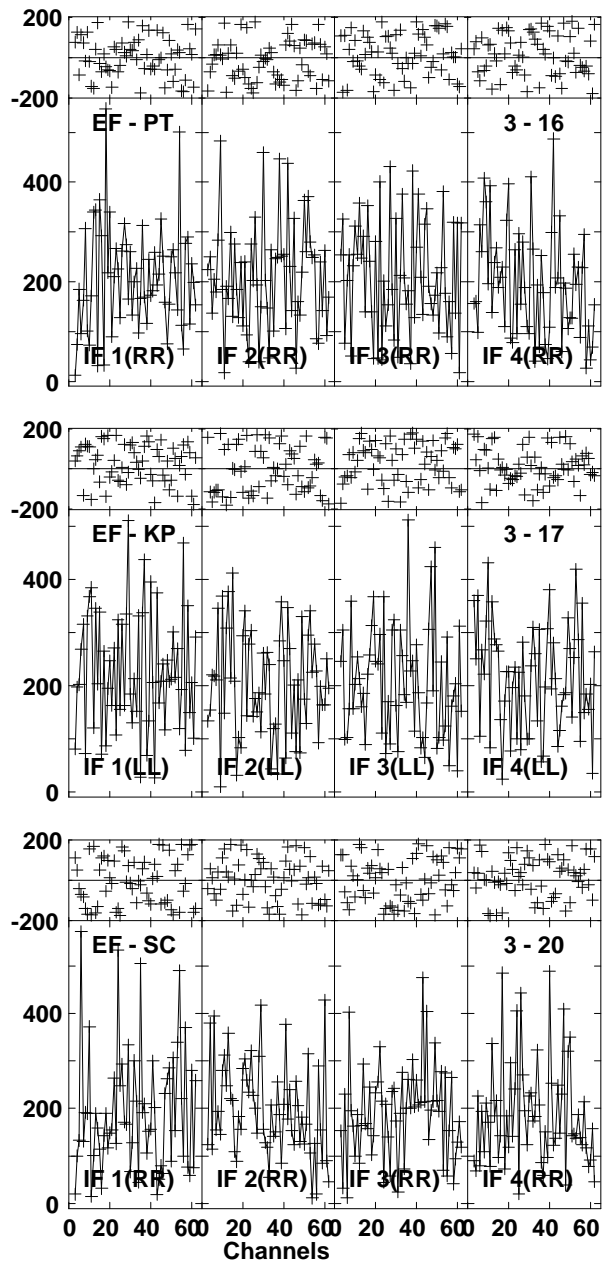 200
-200
EF - PT 3 - 16
400
200
0
IF 1(RR) IF 2(RR) IF 3(RR) IF 4(RR)
200
-200
EF - KP 3 - 17
400
200
0
IF 1(LL) IF 2(LL) IF 3(LL) IF 4(LL)
200
-200
EF - SC 3 - 20
400
200
0
IF 1(RR) IF 2(RR) IF 3(RR) IF 4(RR)
0 20 40 60 0 20 40 60 0 20 40 60 0 20 40 60
Channels